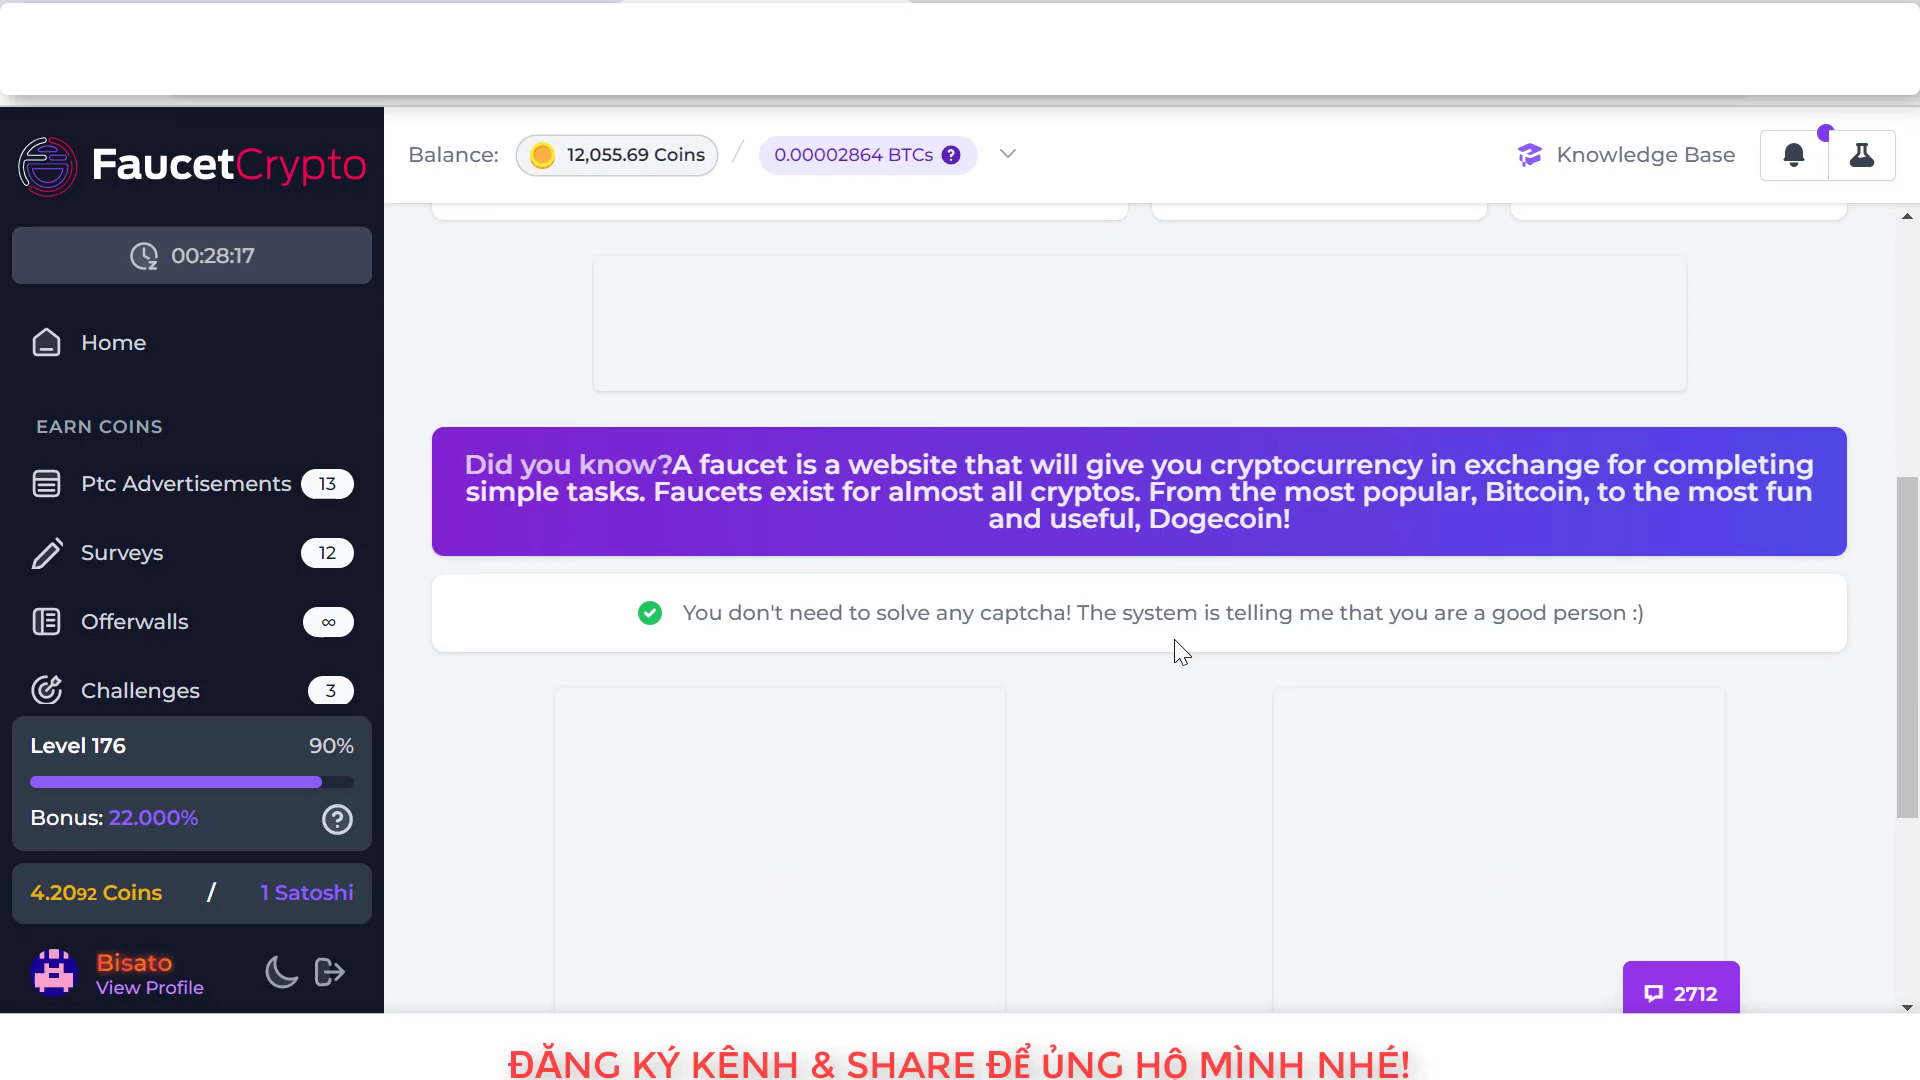 FaucetCrypto
Balance:
12,055.69 Coins
/
0.00002864 BTCs
?
Knowledge Base
00:28:17
Home
EARN COINS
Ptc Advertisements 13
Surveys 12
Offerwalls ∞
Challenges 3
Level 176 90%
Bonus: 22.000%
?
4.2092 Coins / 1 Satoshi
Bisato
View Profile
Did you know?A faucet is a website that will give you cryptocurrency in exchange for completing
simple tasks. Faucets exist for almost all cryptos. From the most popular, Bitcoin, to the most fun
and useful, Dogecoin!
You don't need to solve any captcha! The system is telling me that you are a good person :)
2712
ĐĂNG KÝ KÊNH & SHARE ĐỂ ỦNG HỘ MÌNH NHÉ!